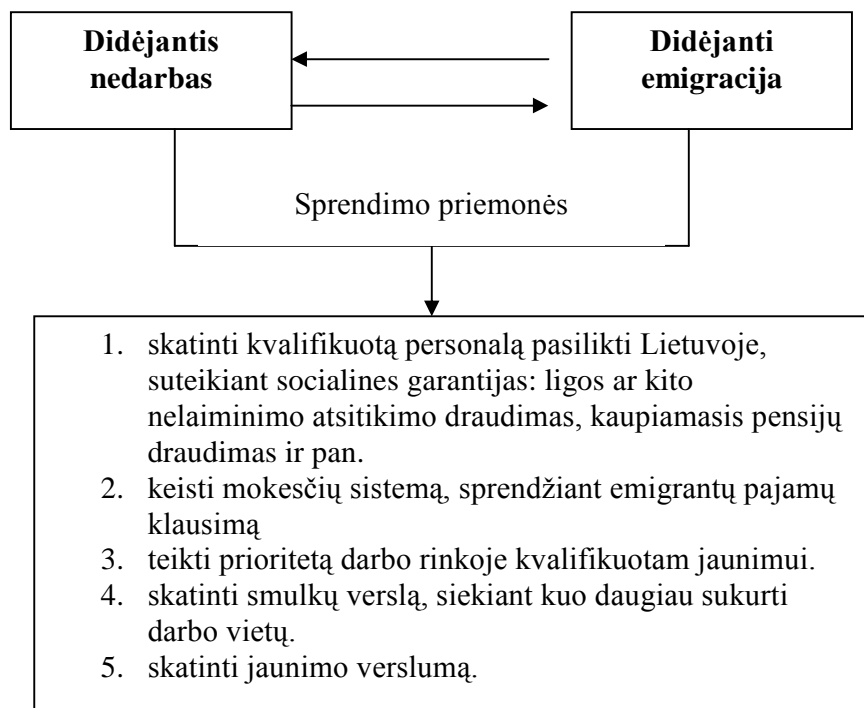 Didėjantis
nedarbas
Didėjanti
emigracija
Sprendimo priemonės
1. skatinti kvalifikuotą personalą pasilikti Lietuvoje,
suteikiant socialines garantijas: ligos ar kito
nelaiminimo atsitikimo draudimas, kaupiamasis pensijų
draudimas ir pan.
2. keisti mokesčių sistemą, sprendžiant emigrantų pajamų
klausimą
3. teikti prioritetą darbo rinkoje kvalifikuotam jaunimui.
4. skatinti smulkų verslą, siekiant kuo daugiau sukurti
darbo vietų.
5. skatinti jaunimo verslumą.